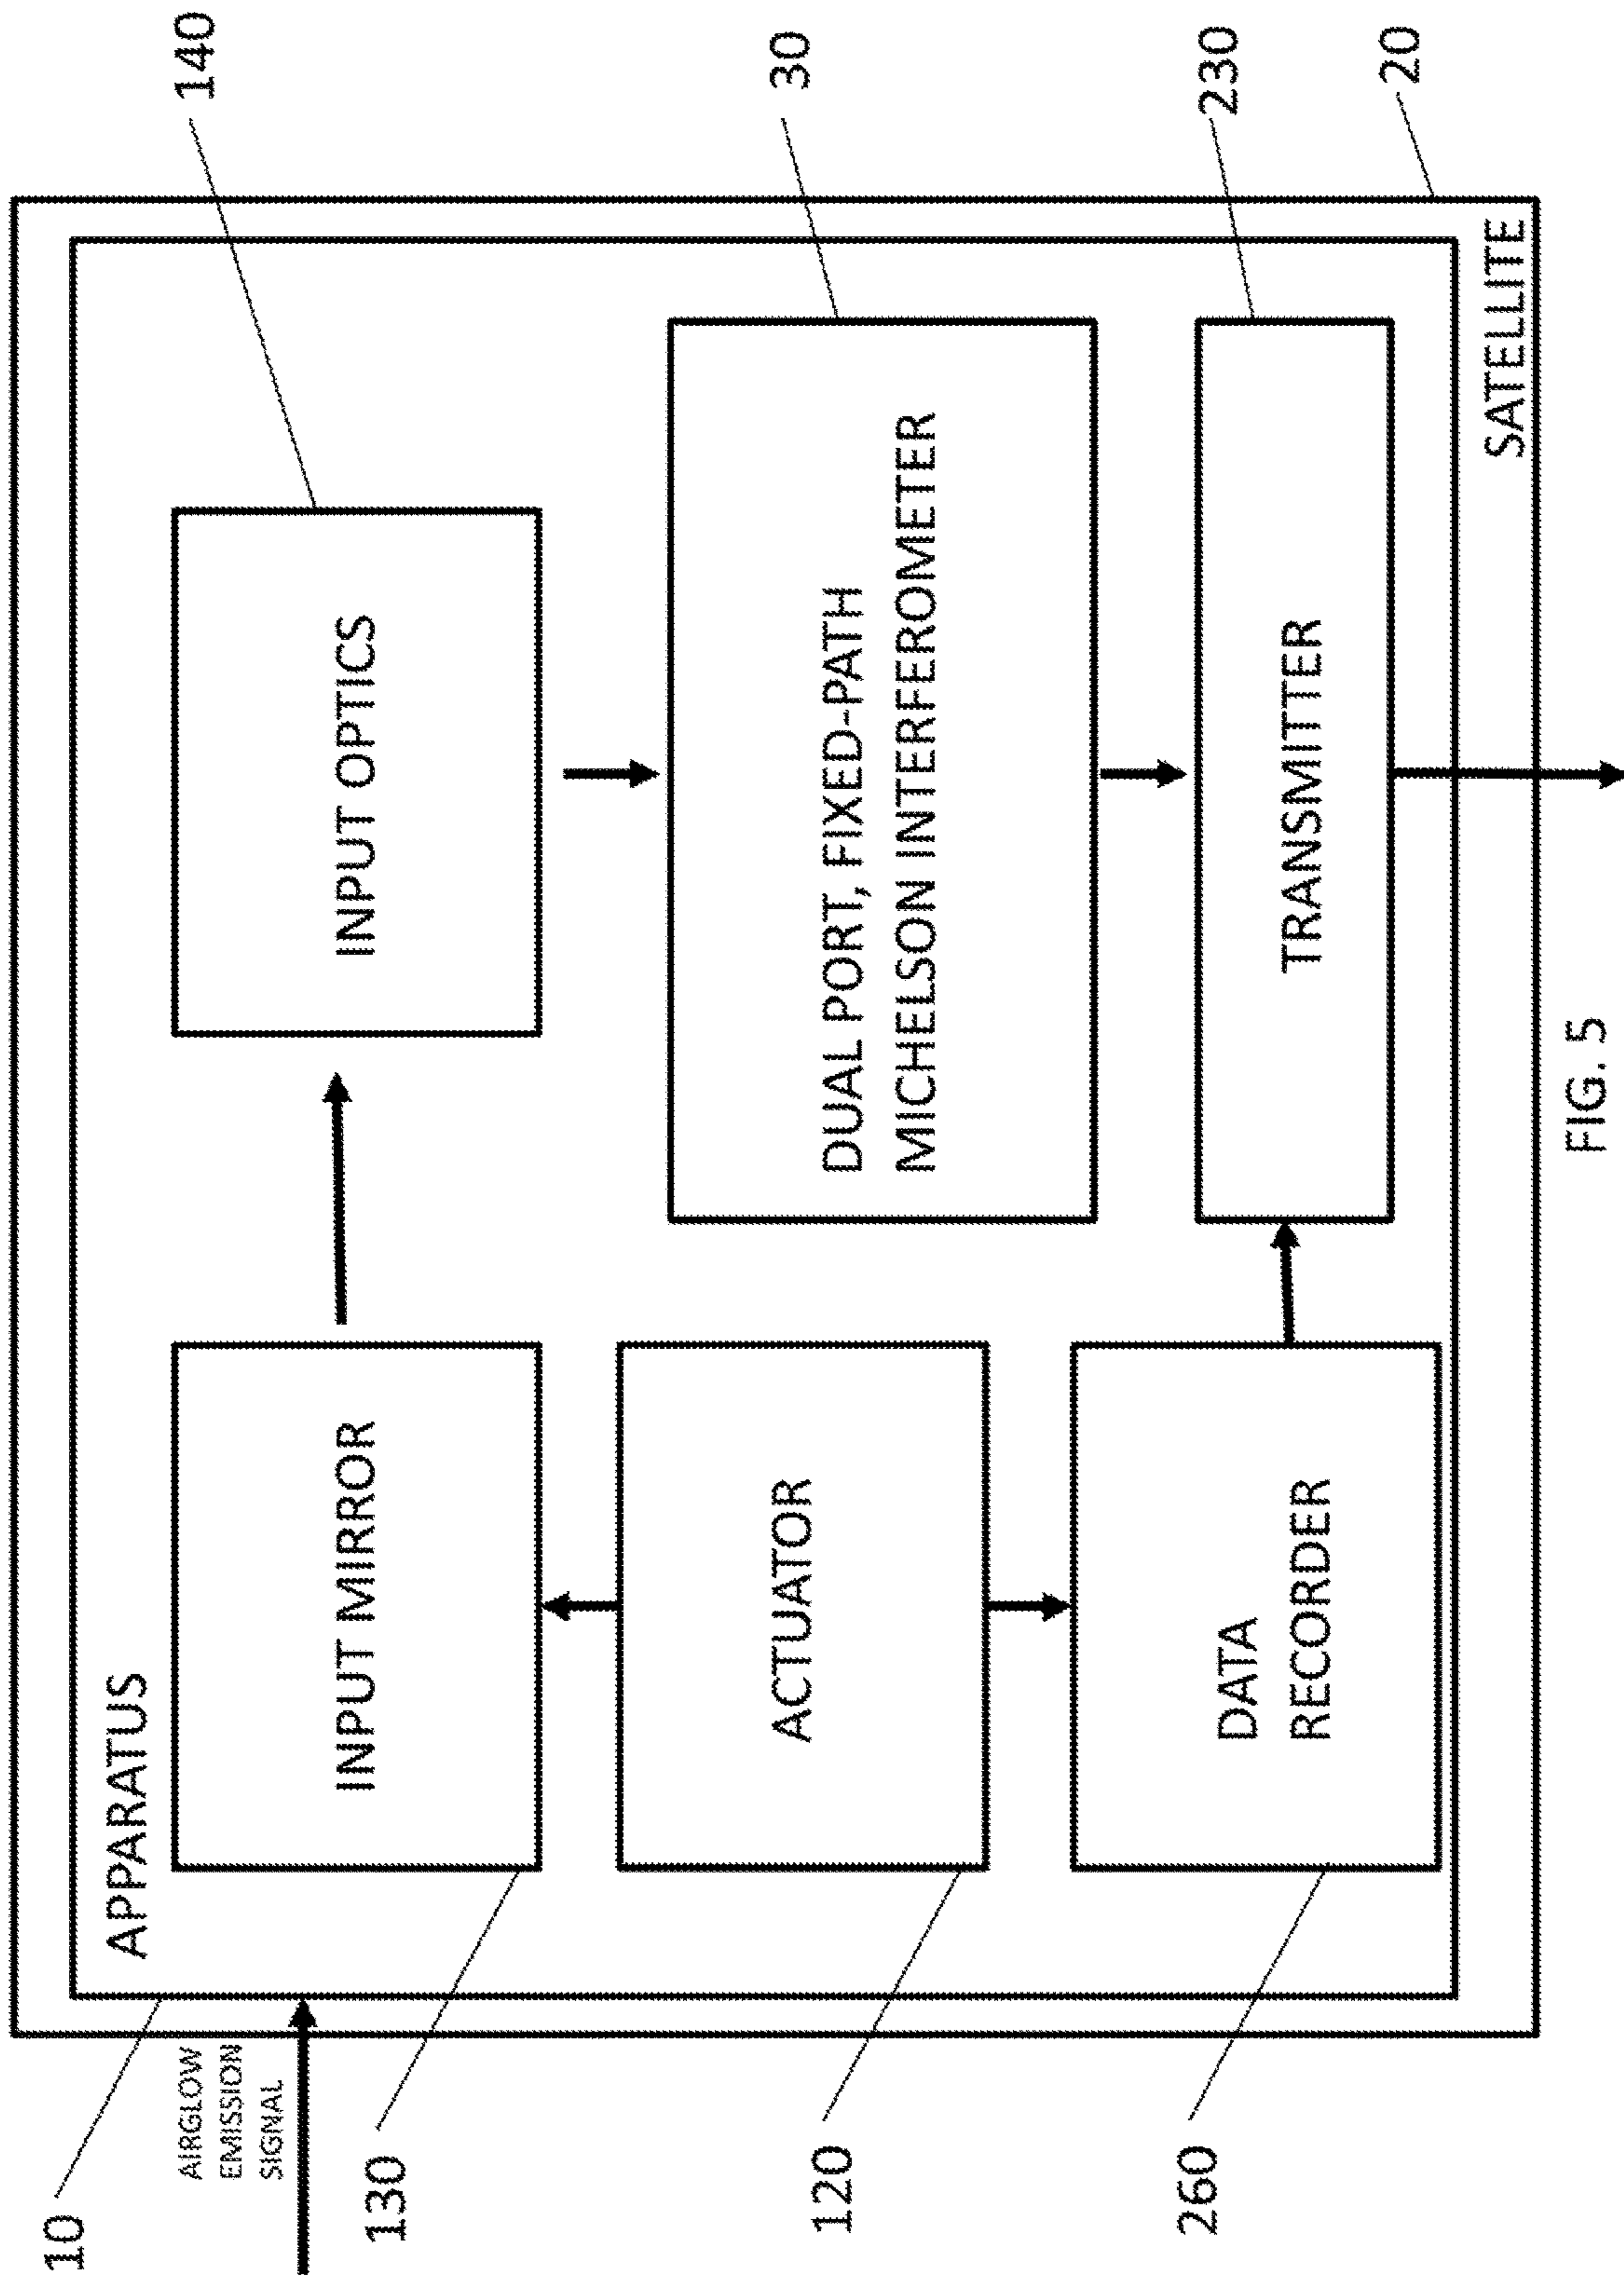 APPARATUS
10
AIRGLOW
EMISSION
SIGNAL
INPUT MIRROR
130
INPUT OPTICS
140
ACTUATOR
120
DUAL PORT, FIXED-PATH
MICHELSON INTERFEROMETER
30
DATA
RECORDER
260
TRANSMITTER
230
SATELLITE
20
FIG. 5